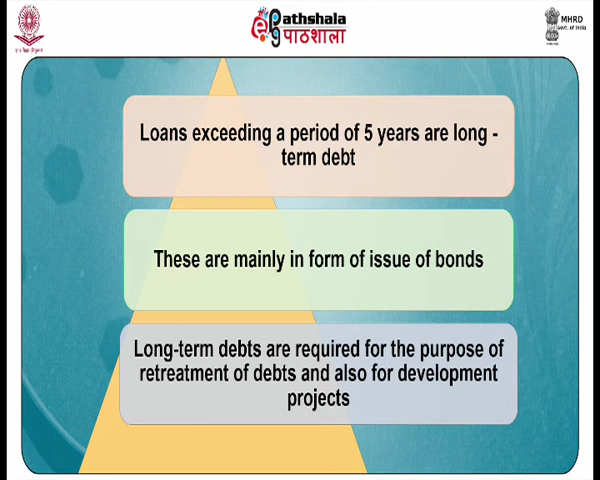 ePg Pathshala
पाठशाला
MHRD
Govt. of India
Loans exceeding a period of 5 years are long -
term debt
These are mainly in form of issue of bonds
Long-term debts are required for the purpose of
retreatment of debts and also for development
projects